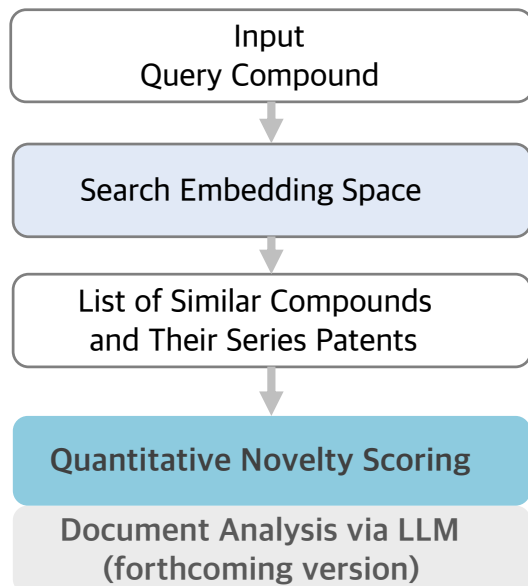 Input
Query Compound
Search Embedding Space
List of Similar Compounds
and Their Series Patents
Quantitative Novelty Scoring
Document Analysis via LLM
(forthcoming version)